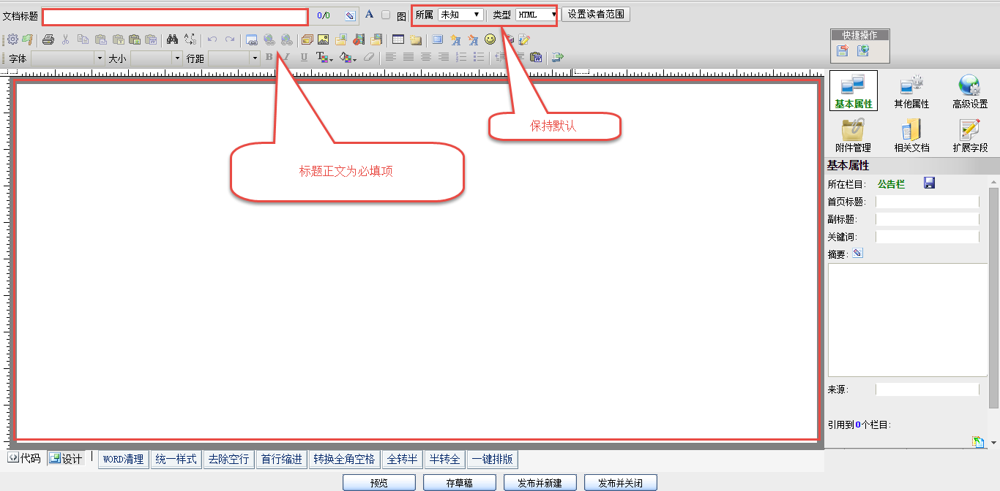 文档标题 0/0 A 图 所属 未知 类型 HTML 设置读者范围
快捷操作
字体 大小 行距 B I U
基本属性 其他属性 高级设置
保持默认
附件管理 相关文档 扩展字段
基本属性
标题正文为必填项
所在栏目: 公告栏
首页标题:
副标题:
关键词:
摘要:
来源:
引用到0个栏目:
代码 设计 WORD清理 统一样式 去除空行 首行缩进 转换全角空格 全转半 半转全 一键排版
预览 存草稿 发布并新建 发布并关闭